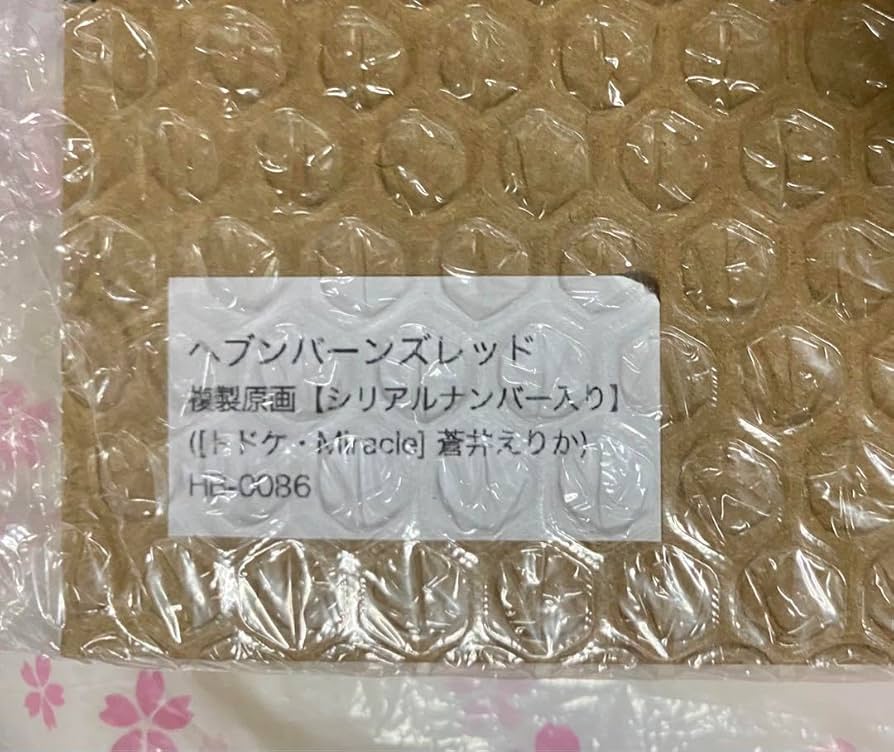 ヘブンバーンズレッド
複製原画【シリアルナンバー入り】
([トドケ・Miracle] 蒼井えりか)
HB-0086